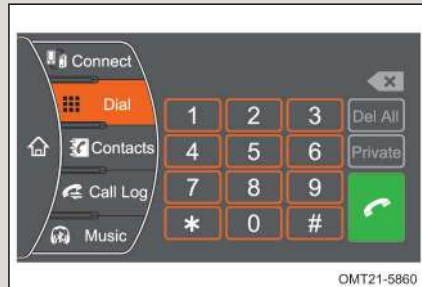 Connect
Dial
Contacts
Call Log
Music
1 2 3 Del All
4 5 6 Private
7 8 9
* 0 #
OMT21-5860